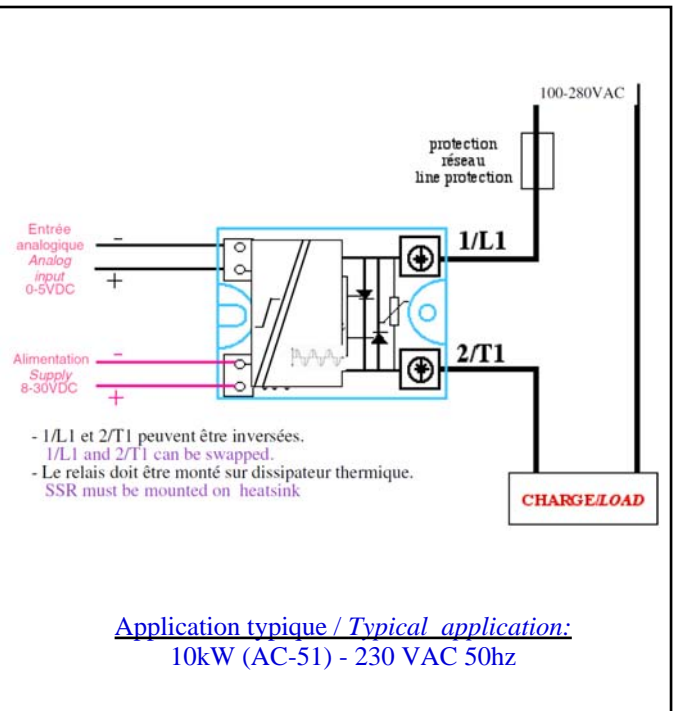 100-280VAC
protection
réseau
line protection
Entrée
analogique
Analog
input
0-5VDC
-
+
1/L1
Alimentation
Supply
8-30VDC
-
+
2/T1
- 1/L1 et 2/T1 peuvent être inversées.
1/L1 and 2/T1 can be swapped.
- Le relais doit être monté sur dissipateur thermique.
SSR must be mounted on heatsink
CHARGE/LOAD
Application typique / Typical application:
10kW (AC-51) - 230 VAC 50hz